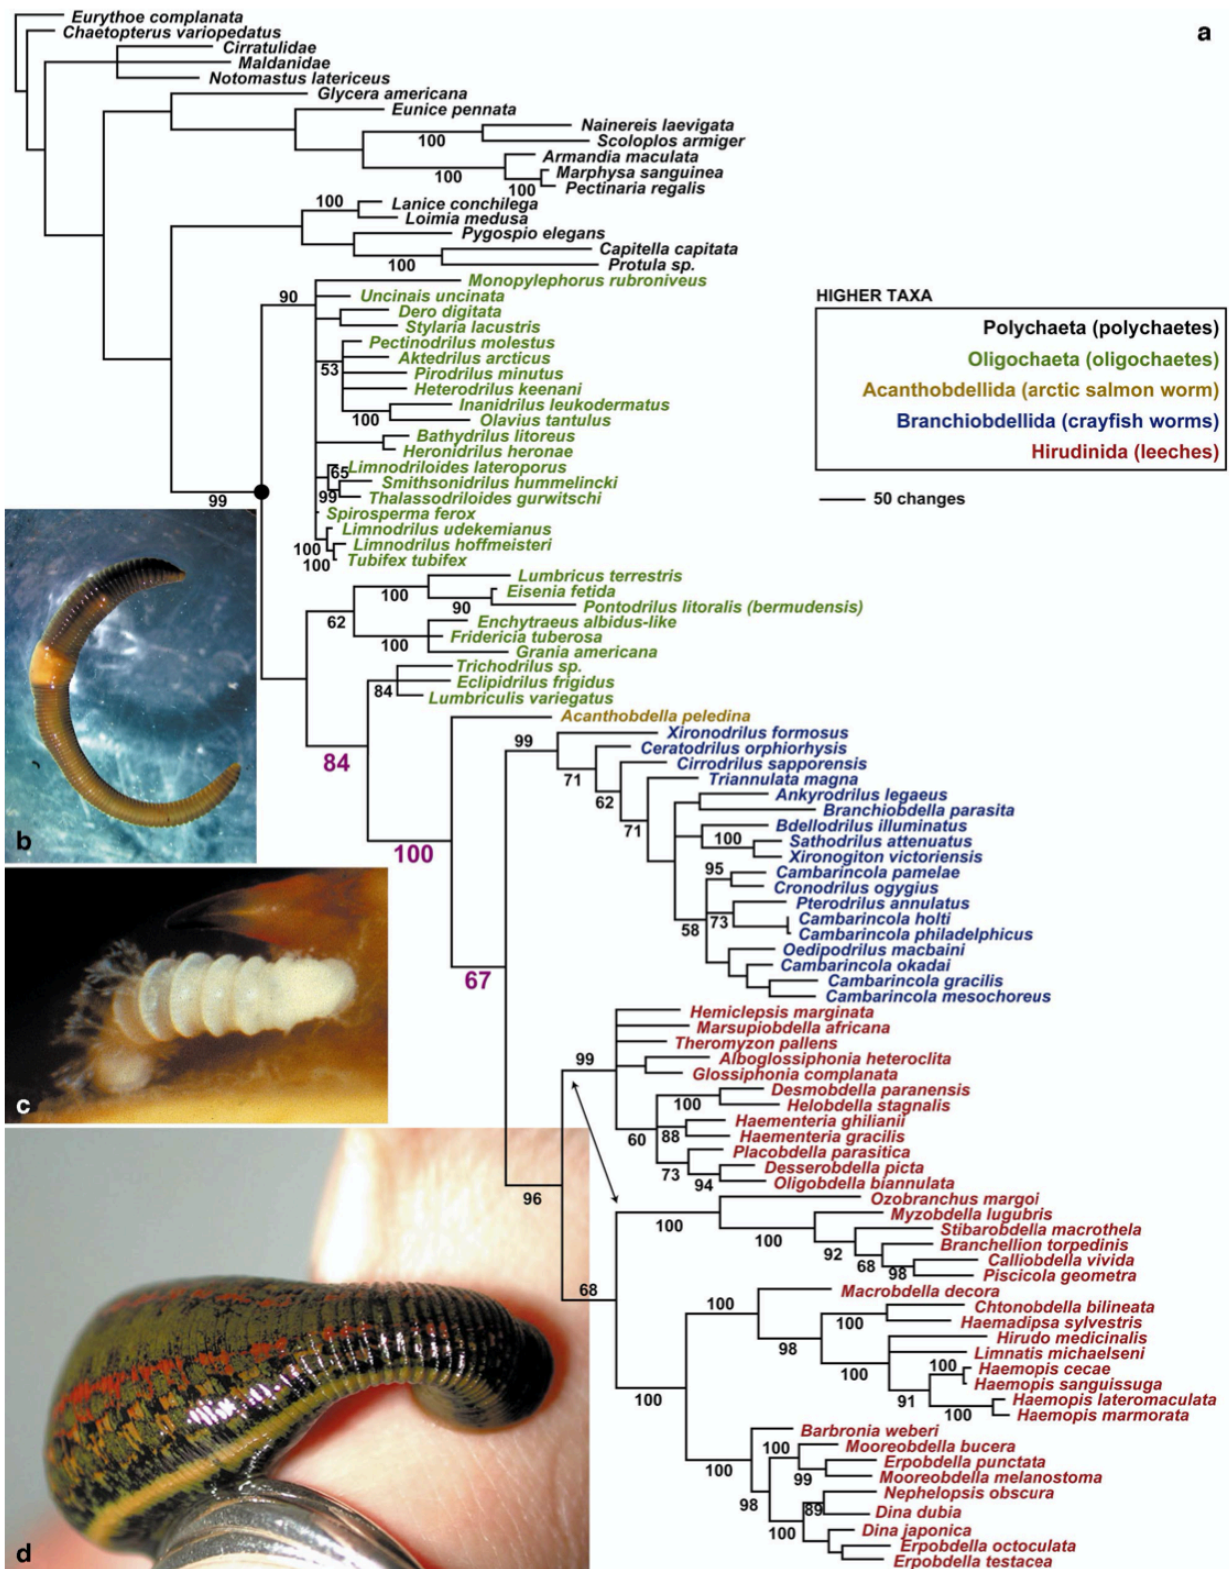 a
Eurythoe complanata
Chaetopterus variopedatus
Cirratulidae
Maldanidae
Notomastus latericeus
Glycera americana
Eunice pennata
Nainereis laevigata
100
Scoloplos armiger
Armandia maculata
100
Marphysa sanguinea
100
Pectinaria regalis
100
Lanice conchilega
Loimia medusa
Pygospio elegans
Capitella capitata
100
Protula sp.
Monopylephorus rubroniveus
90
Uncinais uncinata
Dero digitata
Stylaria lacustris
Pectinodrilus molestus
Aktedrilus arcticus
53
Pirodrilus minutus
Heterodrilus keenani
Inanidrilus leukodermatus
100
Olavius tantulus
Bathydrilus litoreus
Heronidrilus heronae
65
Limnodriloides lateroporus
Smithsonidrilus hummelincki
99
Thalassodriloides gurwitschi
99
Spirosperma ferox
Limnodrilus udekemianus
100
Limnodrilus hoffmeisteri
100
Tubifex tubifex
HIGHER TAXA
Polychaeta (polychaetes)
Oligochaeta (oligochaetes)
Acanthobdellida (arctic salmon worm)
Branchiobdellida (crayfish worms)
Hirudinida (leeches)
50 changes
Lumbricus terrestris
100
Eisenia fetida
90
Pontodrilus litoralis (bermudensis)
62
Enchytraeus albidus-like
Fridericia tuberosa
100
Grania americana
Trichodrilus sp.
84
Eclipidrilus frigidus
Lumbriculis variegatus
84
Acanthobdella peledina
100
99
Xironodrilus formosus
Ceratodrilus orphiorhysis
71
Cirrodrilus sapporensis
Triannulata magna
62
Ankyrodrilus legaeus
Branchiobdella parasita
71
Bdellodrilus illuminatus
100
Sathodrilus attenuatus
Xironogiton victoriensis
95
Cambarincola pamelae
Cronodrilus ogygius
Pterodrilus annulatus
58
73
Cambarincola holti
Cambarincola philadelphicus
Oedipodrilus macbaini
Cambarincola okadai
67
Cambarincola gracilis
Cambarincola mesochoreus
Hemiclepsis marginata
Marsupiobdella africana
Theromyzon pallens
99
Alboglossiphonia heteroclita
Glossiphonia complanata
Desmobdella paranensis
100
Helobdella stagnalis
Haementeria ghilianii
60
88
Haementeria gracilis
Placobdella parasitica
73
Desserobdella picta
94
Oligobdella biannulata
96
Ozobranchus margoi
100
Myzobdella lugubris
100
Stibarobdella macrothela
92
Branchellion torpedinis
68
Calliobdella vivida
98
Piscicola geometra
68
Macrobdella decora
100
Chtonobdella bilineata
100
Haemadipsa sylvestris
98
Hirudo medicinalis
Limnatis michaelseni
100
100
Haemopis cecae
Haemopis sanguissuga
91
Haemopis lateromaculata
100
Haemopis marmorata
100
Barbronia weberi
100
Mooreobdella bucera
100
Erpobdella punctata
99
Mooreobdella melanostoma
98
Nephelopsis obscura
89
Dina dubia
100
Dina japonica
Erpobdella octoculata
Erpobdella testacea
b
c
d